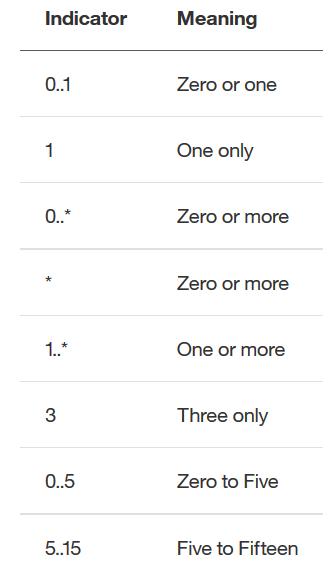 Indicator Meaning
0..1 Zero or one
1 One only
0..* Zero or more
* Zero or more
1..* One or more
3 Three only
0..5 Zero to Five
5..15 Five to Fifteen